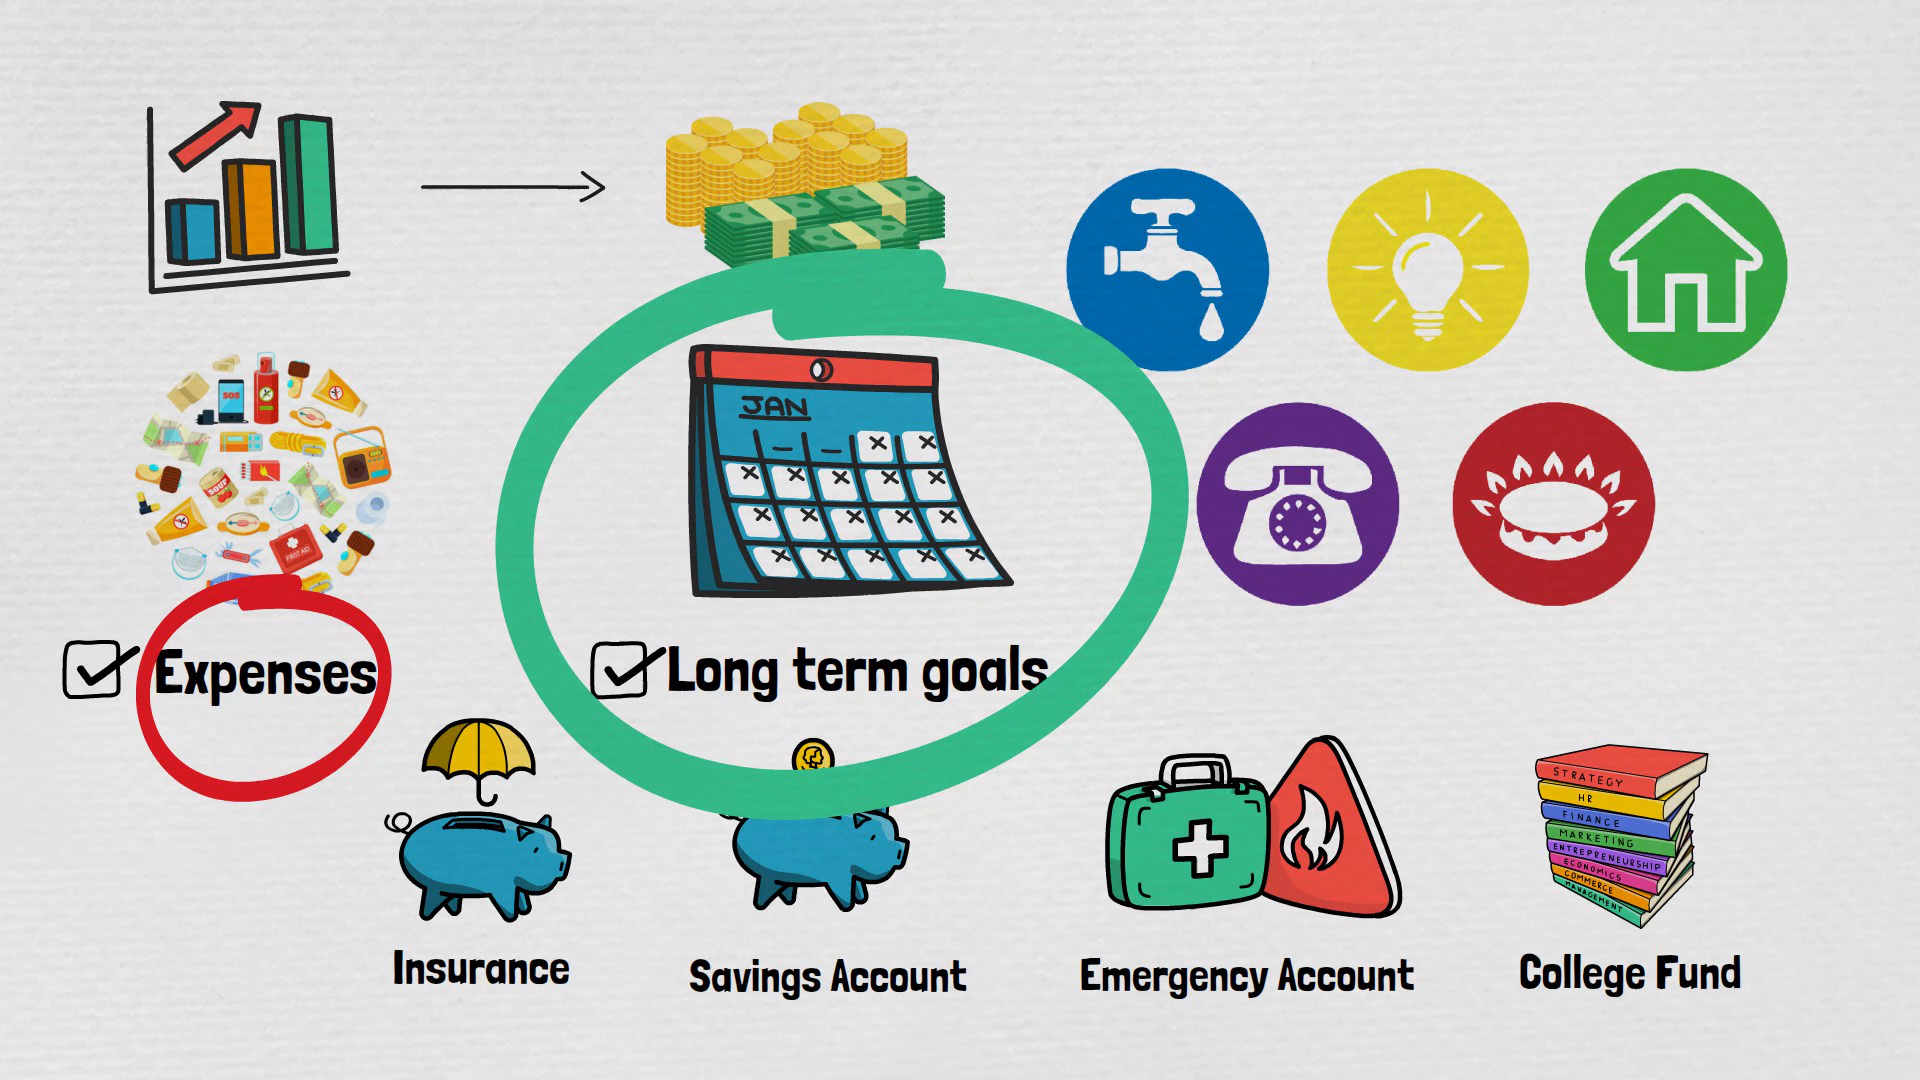 SOS
SOUP
FIRST AID
JAN
Expenses
Long term goals
STRATEGY
HR
FINANCE
MARKETING
ENTREPRENEURSHIP
ECONOMICS
COMMERCE
MANAGEMENT
Insurance
Savings Account
Emergency Account
College Fund